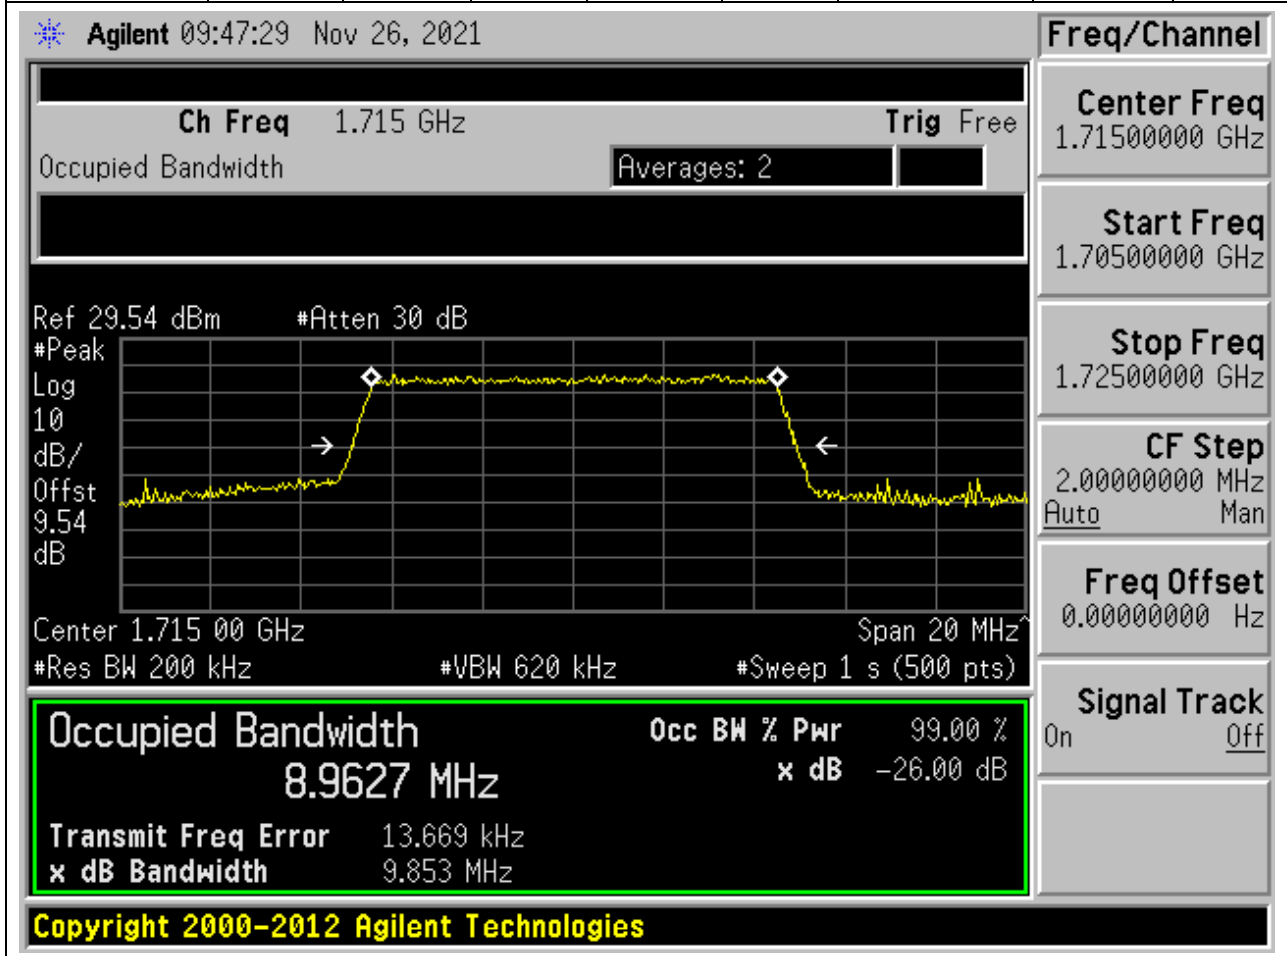 Agilent 09:47:29 Nov 26, 2021
Freq/Channel
Ch Freq 1.715 GHz Trig Free
Occupied Bandwidth Averages: 2
Center Freq
1.71500000 GHz
Start Freq
1.70500000 GHz
Stop Freq
1.72500000 GHz
CF Step
2.00000000 MHz
Auto Man
Freq Offset
0.00000000 Hz
Signal Track
On Off
Ref 29.54 dBm #Atten 30 dB
#Peak
Log
10
dB/
Offst
9.54
dB
Center 1.715 00 GHz Span 20 MHz^
#Res BW 200 kHz #VBW 620 kHz #Sweep 1 s (500 pts)
Occupied Bandwidth Occ BW % Pwr 99.00 %
8.9627 MHz x dB -26.00 dB
Transmit Freq Error 13.669 kHz
x dB Bandwidth 9.853 MHz
Copyright 2000-2012 Agilent Technologies